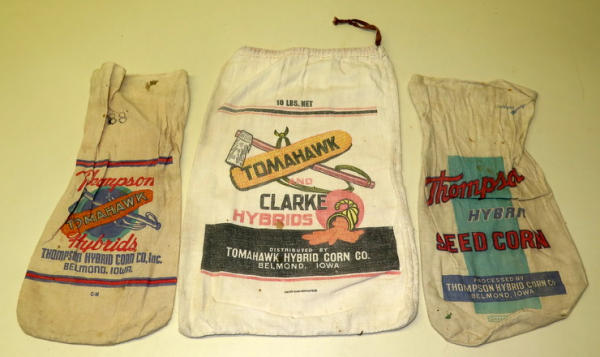 88
Thompson
TOMAHAWK
Hybrids
THOMPSON HYBRID CORN CO., Inc.
BELMOND, IOWA.
10 LBS. NET
TOMAHAWK
AND
CLARKE
HYBRIDS
DISTRIBUTED BY
TOMAHAWK HYBRID CORN CO.
BELMOND, IOWA
Thompso
HYBRI
SEED CORN
PROCESSED BY
THOMPSON HYBRID CORN CO.
BELMOND, IOWA